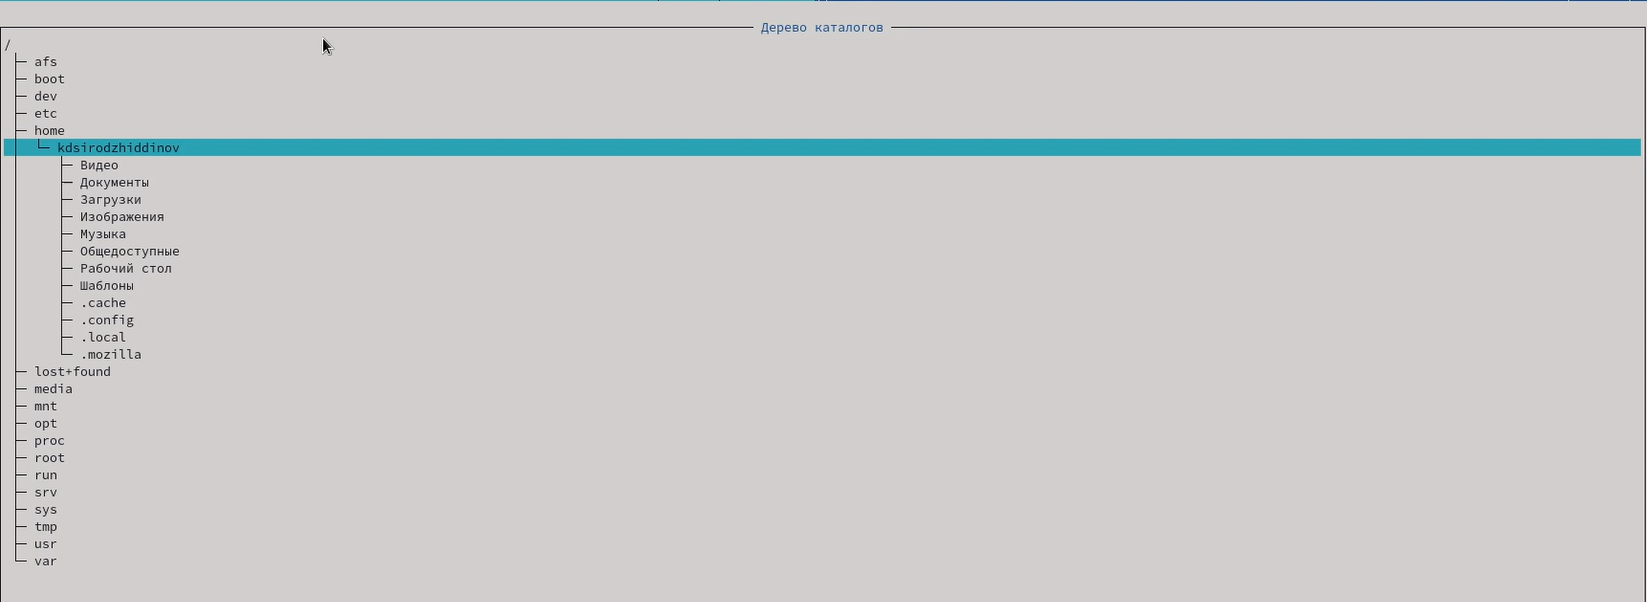 Дерево каталогов
/
afs
boot
dev
etc
home
kdsirodzhiddinov
Видео
Документы
Загрузки
Изображения
Музыка
Общедоступные
Рабочий стол
Шаблоны
.cache
.config
.local
.mozilla
lost+found
media
mnt
opt
proc
root
run
srv
sys
tmp
usr
var